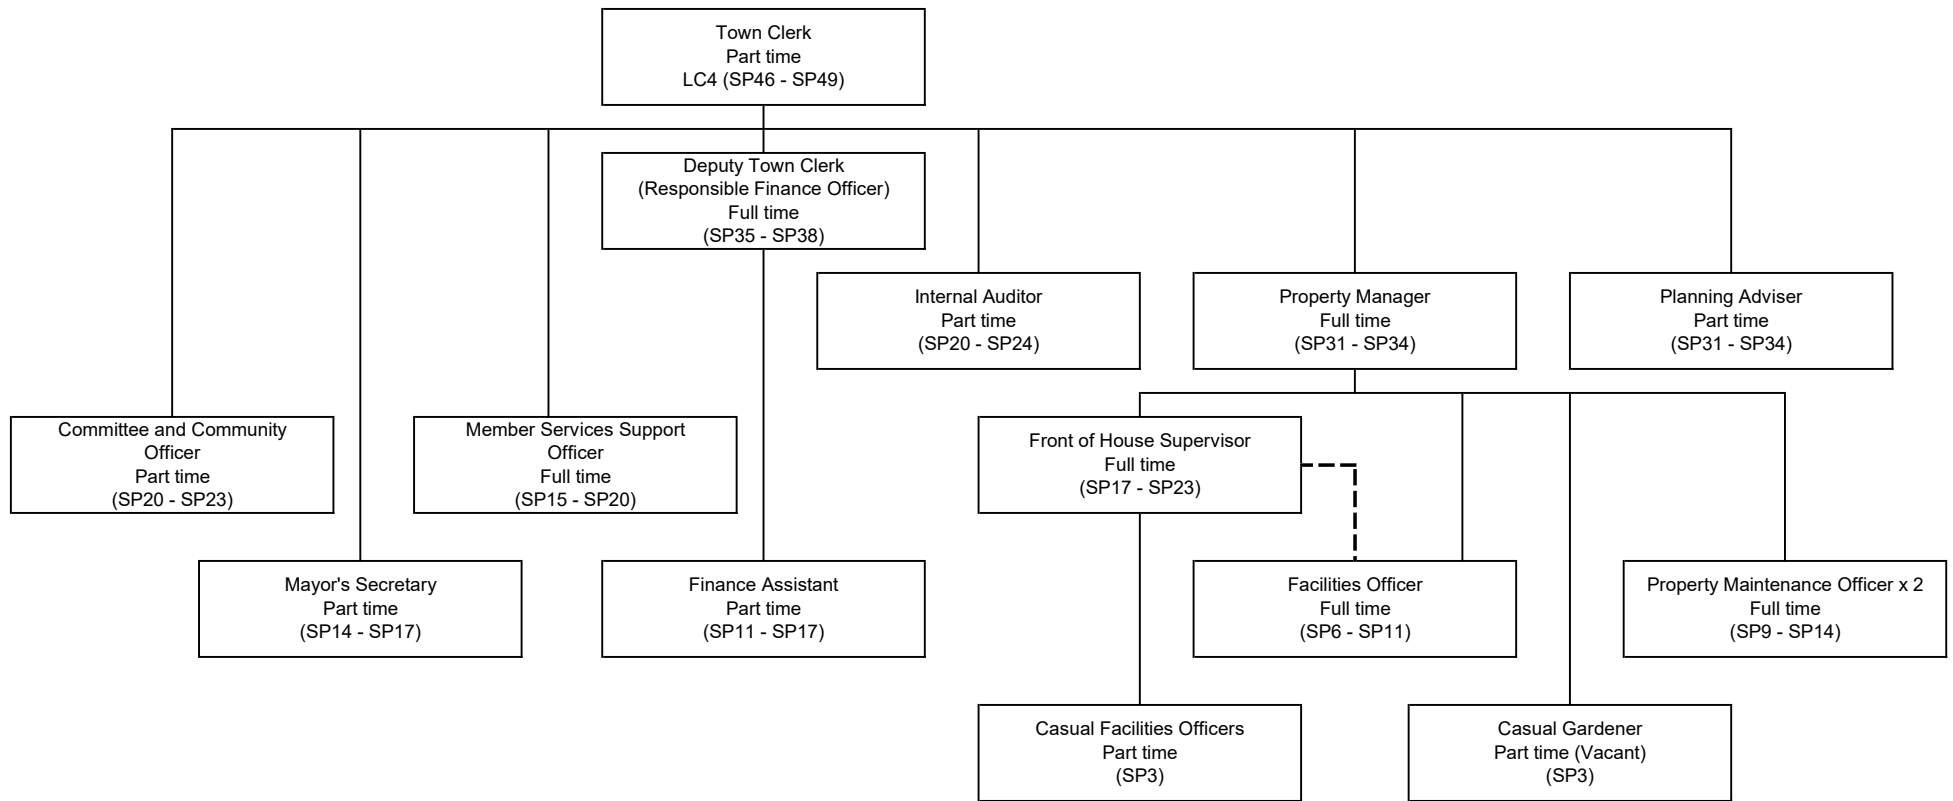 Town Clerk
Part time
LC4 (SP46 - SP49)
Deputy Town Clerk
(Responsible Finance Officer)
Full time
(SP35 - SP38)
Internal Auditor
Part time
(SP20 - SP24)
Property Manager
Full time
(SP31 - SP34)
Planning Adviser
Part time
(SP31 - SP34)
Committee and Community
Officer
Part time
(SP20 - SP23)
Member Services Support
Officer
Full time
(SP15 - SP20)
Front of House Supervisor
Full time
(SP17 - SP23)
Mayor's Secretary
Part time
(SP14 - SP17)
Finance Assistant
Part time
(SP11 - SP17)
Facilities Officer
Full time
(SP6 - SP11)
Property Maintenance Officer x 2
Full time
(SP9 - SP14)
Casual Facilities Officers
Part time
(SP3)
Casual Gardener
Part time (Vacant)
(SP3)